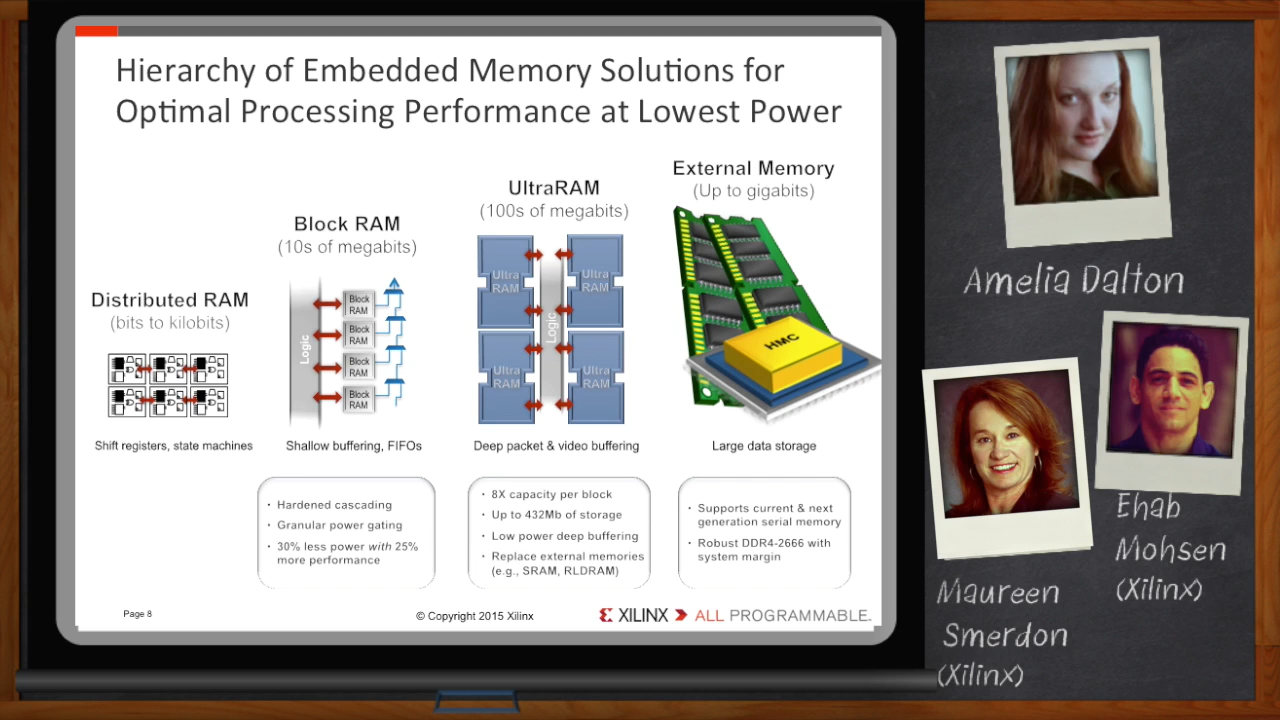 Hierarchy of Embedded Memory Solutions for
Optimal Processing Performance at Lowest Power
Distributed RAM
(bits to kilobits)
Shift registers, state machines
Block RAM
(10s of megabits)
Logic
Block
RAM
Block
RAM
Block
RAM
Block
RAM
Shallow buffering, FIFOs
UltraRAM
(100s of megabits)
Ultra
RAM
Ultra
RAM
Logic
Ultra
RAM
Ultra
RAM
Deep packet & video buffering
External Memory
(Up to gigabits)
HMC
Large data storage
· Hardened cascading
· Granular power gating
· 30% less power with 25%
more performance
· 8X capacity per block
· Up to 432Mb of storage
· Low power deep buffering
· Replace external memories
(e.g., SRAM, RLDRAM)
· Supports current & next
generation serial memory
· Robust DDR4-2666 with
system margin
Page 8
© Copyright 2015 Xilinx
XILINX ALL PROGRAMMABLE.
Amelia Dalton
Ehab
Mohsen
(Xilinx)
Maureen
Smerdon
(Xilinx)